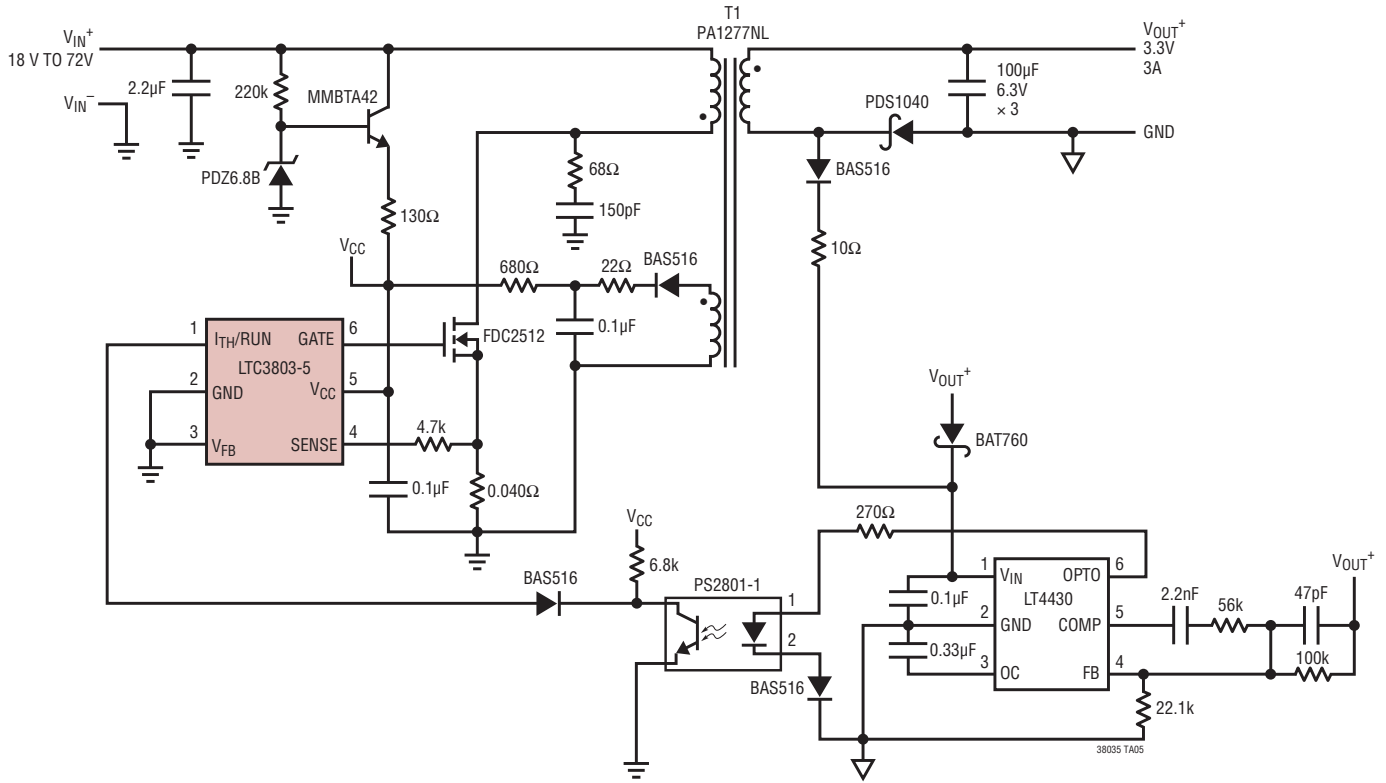 T1
PA1277NL
VIN+
18 V TO 72V
VOUT+
3.3V
3A
2.2µF
220k
MMBTA42
100µF
6.3V
× 3
VIN−
PDS1040
GND
PDZ6.8B
68Ω
BAS516
150pF
130Ω
10Ω
VCC
680Ω
22Ω
BAS516
1
ITH/RUN
GATE
6
FDC2512
0.1µF
LTC3803-5
2
GND
VCC
5
VOUT+
3
VFB
SENSE
4
4.7k
BAT760
0.1µF
0.040Ω
270Ω
VCC
6.8k
BAS516
PS2801-1
1
2
BAS516
1
VIN
OPTO
6
VOUT+
0.1µF
LT4430
2.2nF
56k
47pF
2
GND
COMP
5
0.33µF
3
OC
FB
4
100k
22.1k
38035 TA05